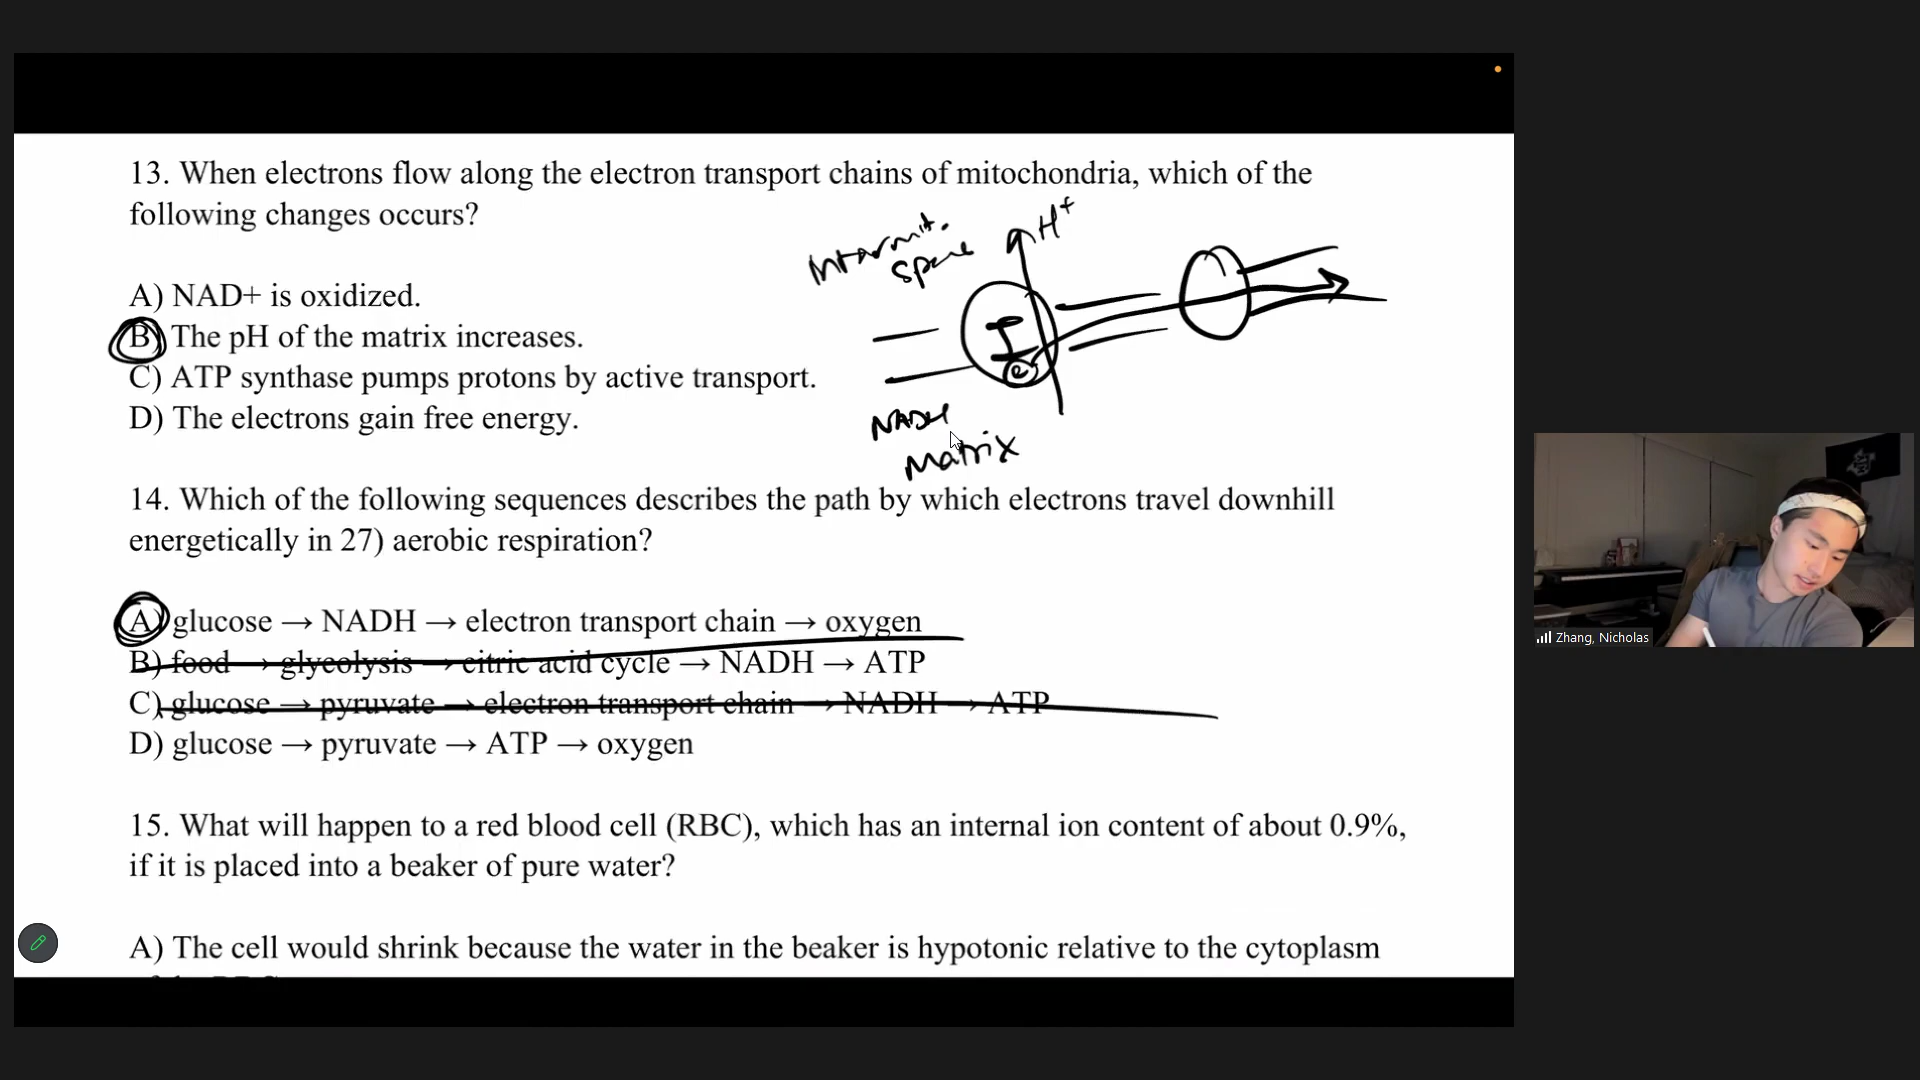 13. When electrons flow along the electron transport chains of mitochondria, which of the
following changes occurs?
A) NAD+ is oxidized.
B) The pH of the matrix increases.
C) ATP synthase pumps protons by active transport.
D) The electrons gain free energy.
Intermit.
space
H+
I
e
NADH
Matrix
14. Which of the following sequences describes the path by which electrons travel downhill
energetically in 27) aerobic respiration?
A) glucose → NADH → electron transport chain → oxygen
B) food → glycolysis → citric acid cycle → NADH → ATP
C) glucose → pyruvate → electron transport chain → NADH → ATP
D) glucose → pyruvate → ATP → oxygen
15. What will happen to a red blood cell (RBC), which has an internal ion content of about 0.9%,
if it is placed into a beaker of pure water?
A) The cell would shrink because the water in the beaker is hypotonic relative to the cytoplasm
Zhang, Nicholas